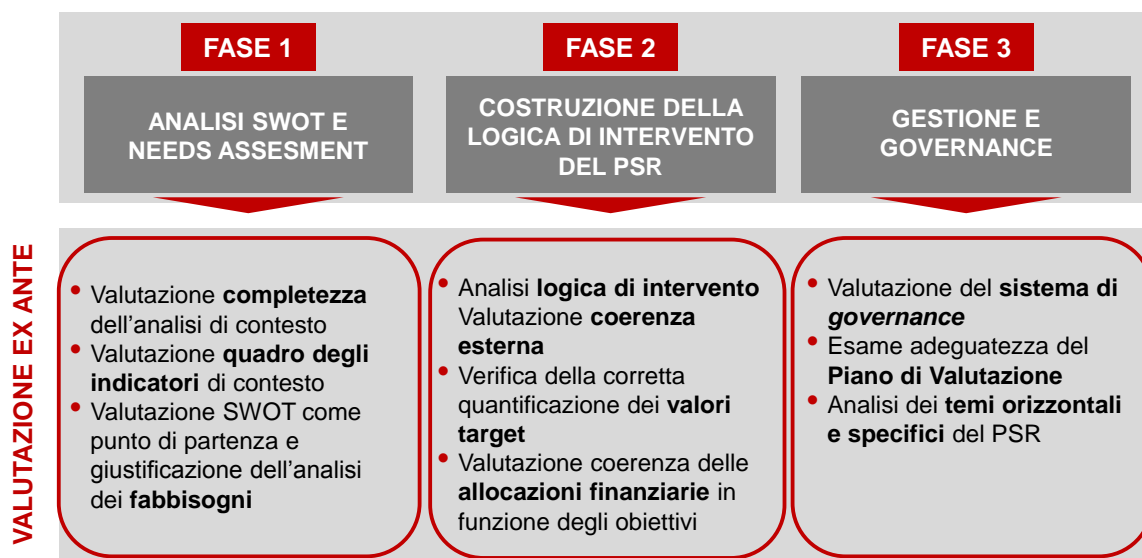 FASE 1
ANALISI SWOT E
NEEDS ASSESMENT
FASE 2
COSTRUZIONE DELLA
LOGICA DI INTERVENTO
DEL PSR
FASE 3
GESTIONE E
GOVERNANCE
VALUTAZIONE EX ANTE
• Valutazione completezza
dell'analisi di contesto
• Valutazione quadro degli
indicatori di contesto
• Valutazione SWOT come
punto di partenza e
giustificazione dell'analisi
dei fabbisogni
• Analisi logica di intervento
Valutazione coerenza
esterna
• Verifica della corretta
quantificazione dei valori
target
• Valutazione coerenza delle
allocazioni finanziarie in
funzione degli obiettivi
• Valutazione del sistema di
governance
• Esame adeguatezza del
Piano di Valutazione
• Analisi dei temi orizzontali
e specifici del PSR